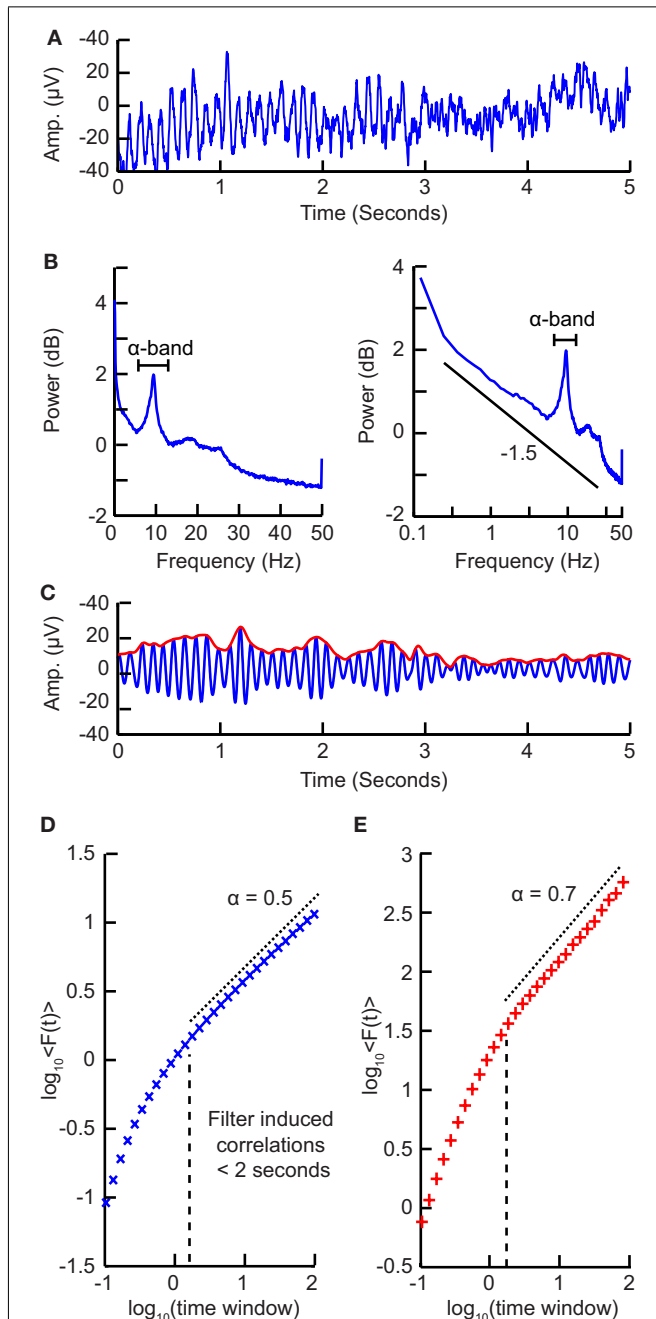 A
Amp. (µV)
-40
20
0
-20
-40
0
1
2
3
4
5
Time (Seconds)
B
Power (dB)
4
2
0
-2
α-band
0
10
20
30
40
50
Frequency (Hz)
Power (dB)
4
2
0
-2
α-band
-1.5
0.1
1
10
50
Frequency (Hz)
C
Amp. (µV)
-40
20
0
-20
-40
0
1
2
3
4
5
Time (Seconds)
D
log10<F(t)>
1.5
1
0.5
0
-0.5
-1
-1.5
α = 0.5
Filter induced
correlations
< 2 seconds
-1
0
1
2
log10(time window)
E
log10<F(t)>
3
2.5
2
1.5
1
0.5
0
-0.5
α = 0.7
-1
0
1
2
log10(time window)